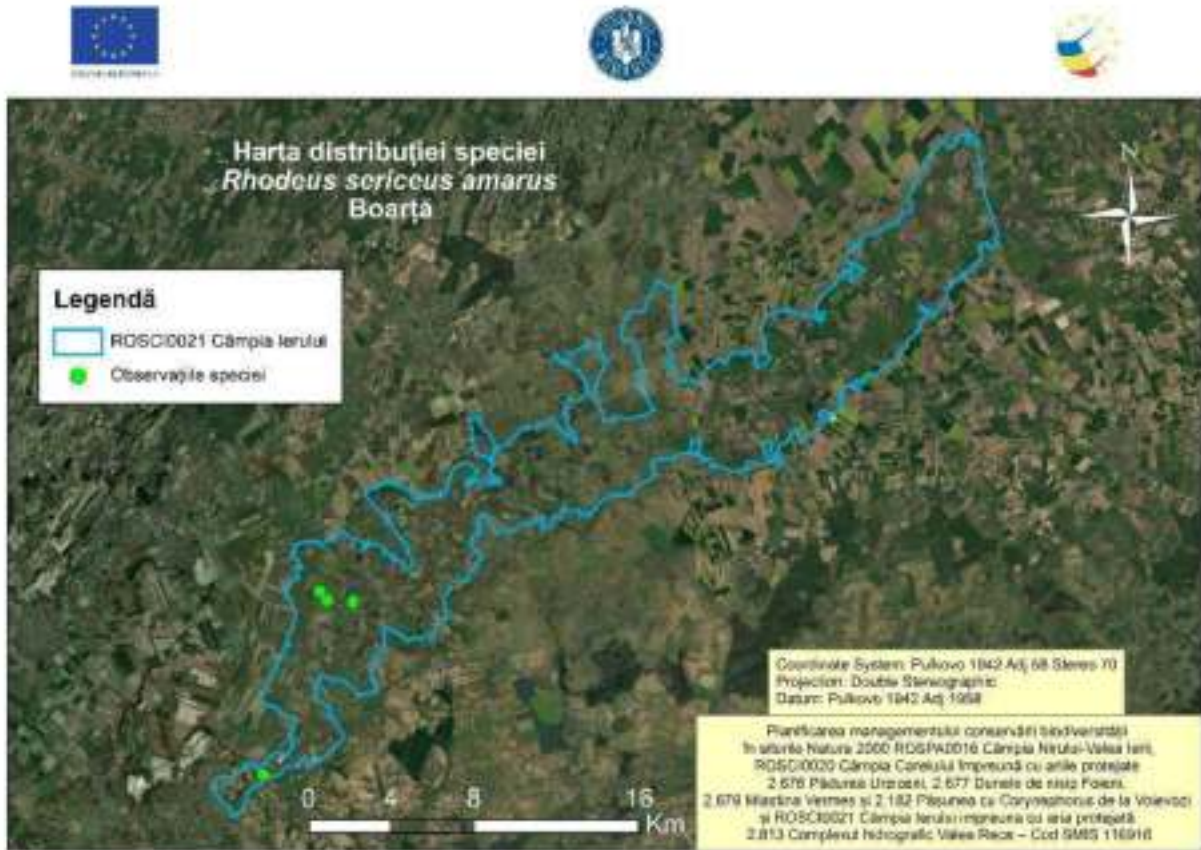 Harta distribuției speciei
Rhodeus sericeus amarus
Boarța
N
Legendă
ROSCI0021 Câmpia Ierului
Observațiile speciei
Coordinate System: Pulkovo 1942 Adj 58 Stereo 70
Projection: Double Stereographic
Datum: Pulkovo 1942 Adj 1958
Planificarea managementului conservării biodiversității
în siturile Natura 2000 ROSPA0016 Câmpia Nirului-Valea Ierii,
ROSCI0020 Câmpia Careiului împreună cu ariile protejate
2.676 Pădurea Urziceni, 2.677 Dunele de nisip Foieni,
2.679 Mlaștina Vermeș și 2.182 Pășunea cu Corynephorus de la Voievozi
și ROSCI0021 Câmpia Ierului împreuna cu aria protejată
2.813 Complexul hidrografic Valea Rece – Cod SMIS 116916
0 4 8 16
Km